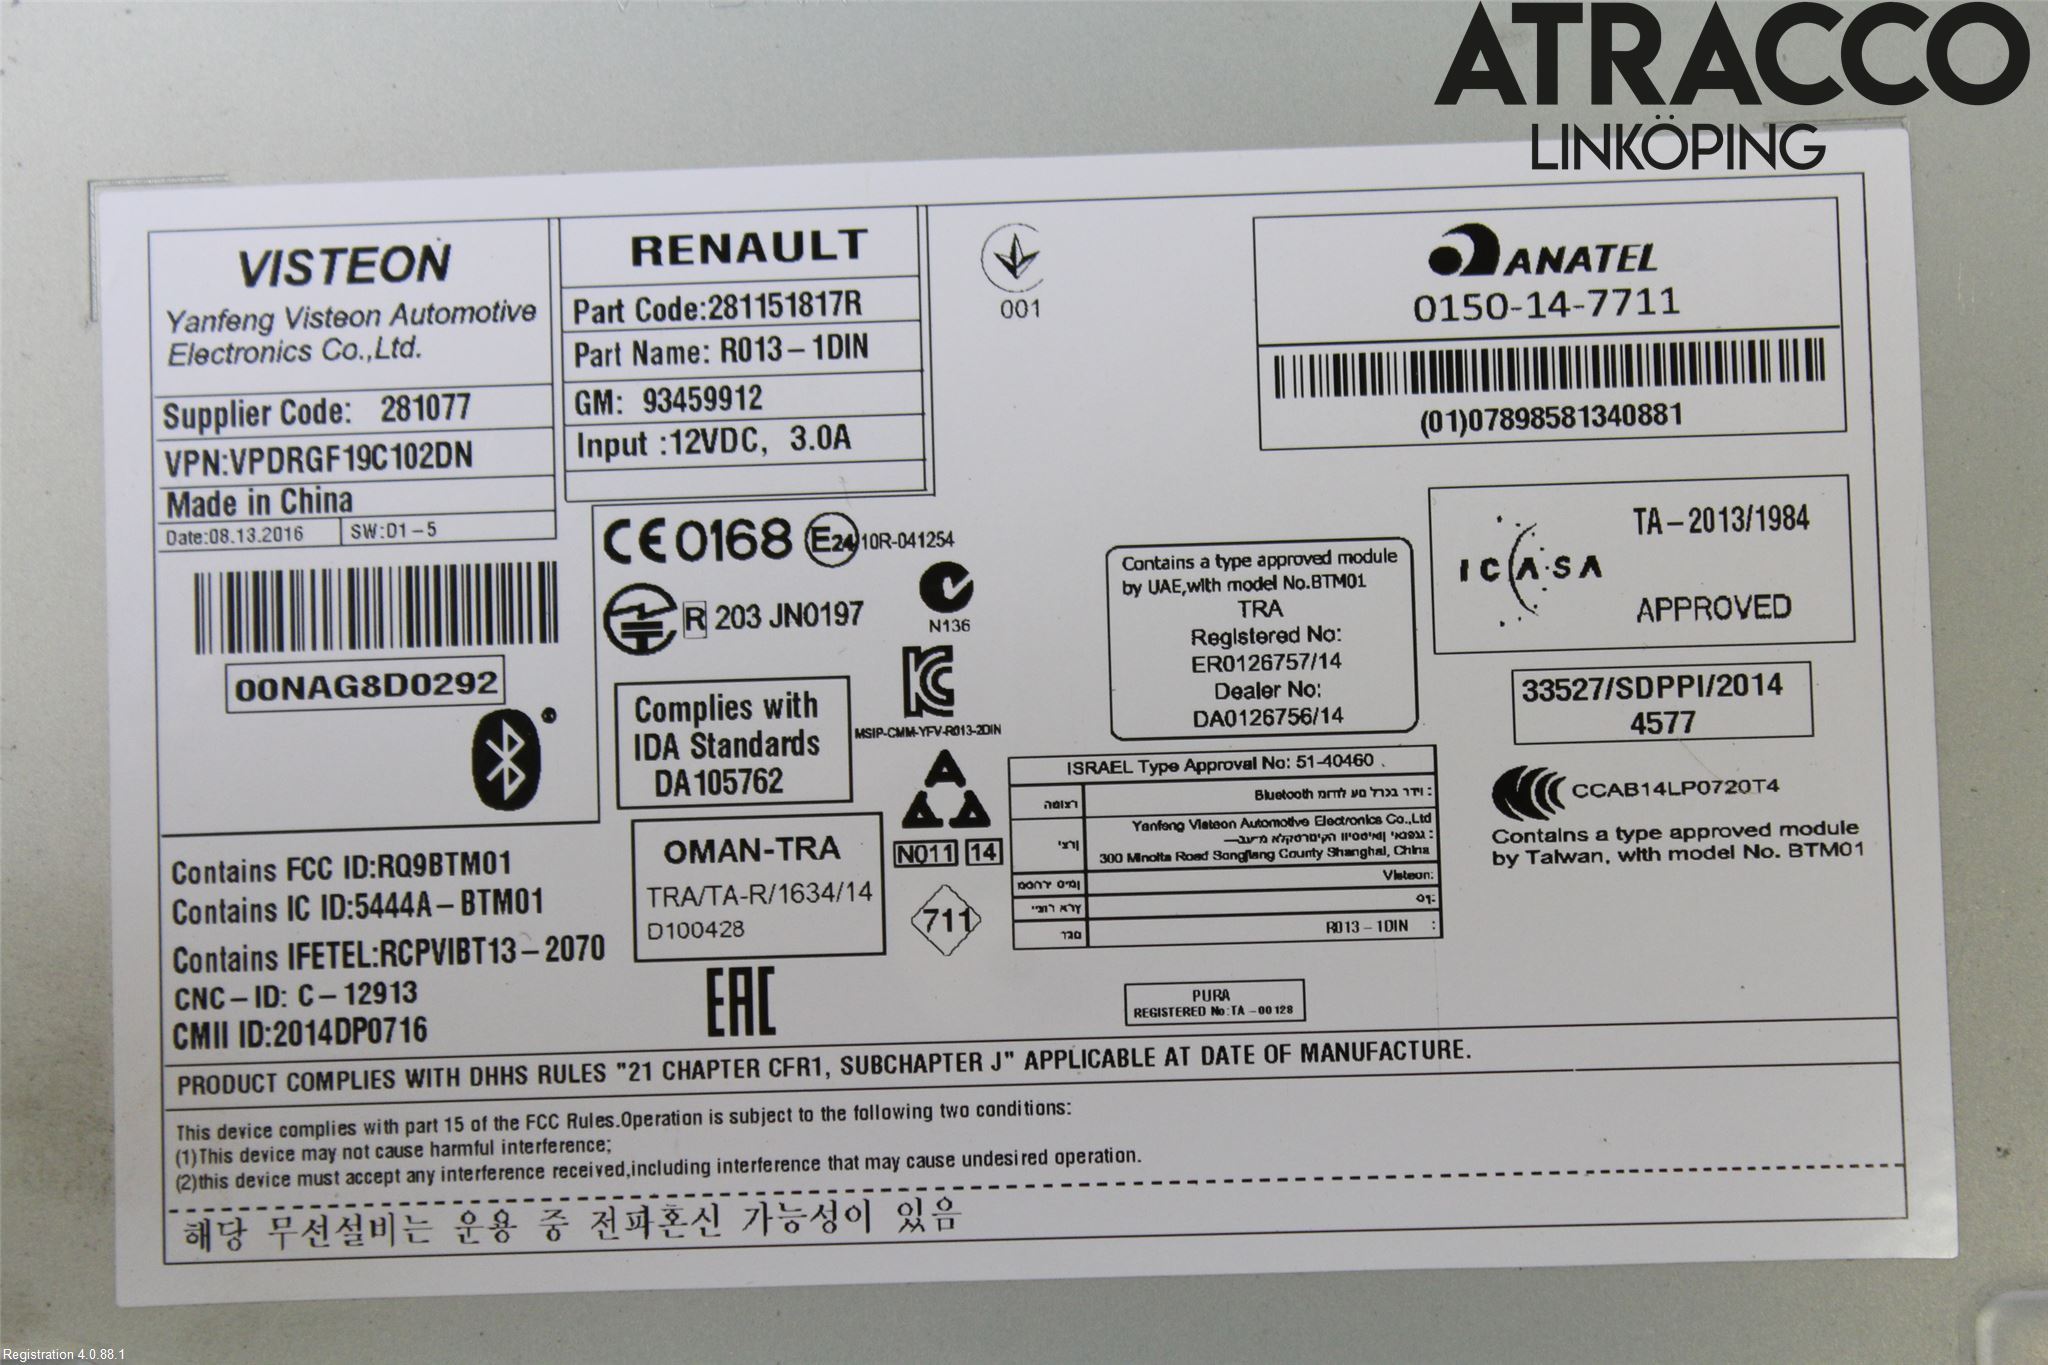 ATRACCO
LINKÖPING
VISTEON
Yanfeng Visteon Automotive
Electronics Co.,Ltd.
Supplier Code: 281077
VPN:VPDRGF19C102DN
Made in China
Date:08.13.2016
SW:D1-5
00NAG8D0292
RENAULT
Part Code:281151817R
Part Name: R013-1DIN
GM: 93459912
Input :12VDC, 3.0A
001
ANATEL
0150-14-7711
(01)07898581340881
CE0168 E24 10R-041254
R 203 JN0197
N136
Complies with
IDA Standards
DA105762
MSIP-CMM-YFV-R013-2DIN
Contains a type approved module
by UAE,with model No.BTM01
TRA
Registered No:
ER0126757/14
Dealer No:
DA0126756/14
ICASA
TA-2013/1984
APPROVED
33527/SDPPI/2014
4577
CCAB14LP0720T4
Contains a type approved module
by Taiwan, with model No. BTM01
A
N011 14
711
OMAN-TRA
TRA/TA-R/1634/14
D100428
EAC
ISRAEL Type Approval No: 51-40460
Bluetooth
Yanfeng Visteon Automotive Electronics Co.,Ltd
300 Minolta Road Songjiang County Shanghai, China
Visteon:
R013-1DIN :
PURA
REGISTERED No:TA-00128
Contains FCC ID:RQ9BTM01
Contains IC ID:5444A-BTM01
Contains IFETEL:RCPVIBT13-2070
CNC-ID: C-12913
CMII ID:2014DP0716
PRODUCT COMPLIES WITH DHHS RULES "21 CHAPTER CFR1, SUBCHAPTER J" APPLICABLE AT DATE OF MANUFACTURE.
This device complies with part 15 of the FCC Rules.Operation is subject to the following two conditions:
(1)This device may not cause harmful interference;
(2)this device must accept any interference received,including interference that may cause undesired operation.
해당 무선설비는 운용 중 전파혼신 가능성이 있음
Registration 4.0.88.1